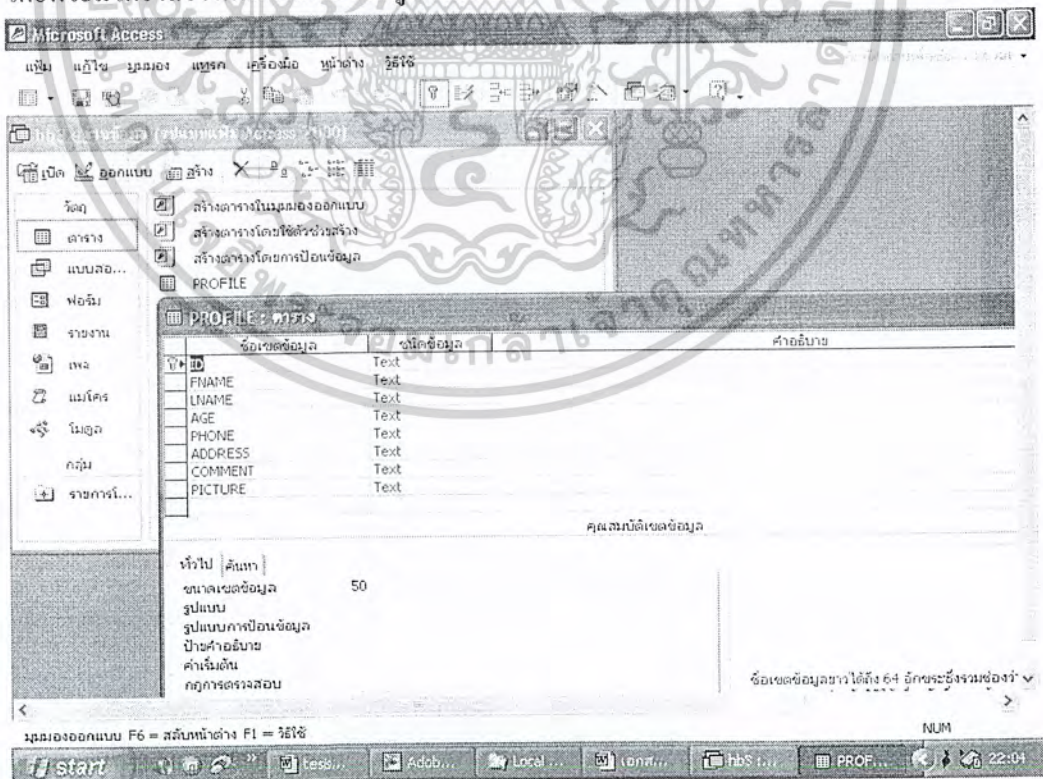 Microsoft Access
แฟ้ม แก้ไข มุมมอง แทรก เครื่องมือ หน้าต่าง วิธีใช้
เปิด ออกแบบ สร้าง
วัตถุ
ตาราง
แบบสอ...
ฟอร์ม
รายงาน
เพจ
แมโคร
โมดูล
กลุ่ม
รายการโ...
สร้างตารางในมุมมองออกแบบ
สร้างตารางโดยใช้ตัวช่วยสร้าง
สร้างตารางโดยการป้อนข้อมูล
PROFILE
PROFILE : ตาราง
ชื่อเขตข้อมูล ชนิดข้อมูล คำอธิบาย
ID Text
FNAME Text
LNAME Text
AGE Text
PHONE Text
ADDRESS Text
COMMENT Text
PICTURE Text
คุณสมบัติเขตข้อมูล
ทั่วไป ค้นหา
ขนาดเขตข้อมูล 50
รูปแบบ
รูปแบบการป้อนข้อมูล
ป้ายคำอธิบาย
ค่าเริ่มต้น
กฎการตรวจสอบ
ชื่อเขตข้อมูลยาวได้ถึง 64 อักขระซึ่งรวมช่องว่า
มุมมองออกแบบ F6 = สลับหน้าต่าง F1 = วิธีใช้ NUM
start tesis... Adob... Local ... hbS :... PROF... 22:04